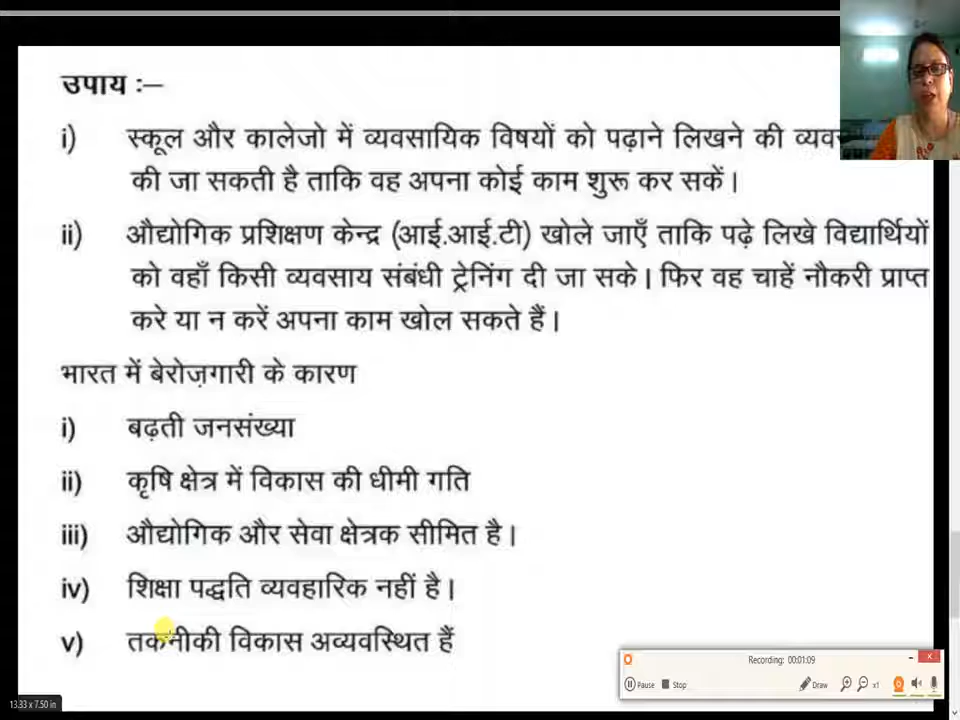 उपाय :–
i) स्कूल और कालेजो में व्यवसायिक विषयों को पढ़ाने लिखने की
की जा सकती है ताकि वह अपना कोई काम शुरू कर सकें।
ii) औद्योगिक प्रशिक्षण केन्द्र (आई.आई.टी) खोले जाएँ ताकि पढ़े लिखे विद्यार्थियों
को वहाँ किसी व्यवसाय संबंधी ट्रेनिंग दी जा सके। फिर वह चाहें नौकरी प्राप्त
करे या न करें अपना काम खोल सकते हैं।
भारत में बेरोज़गारी के कारण
i) बढ़ती जनसंख्या
ii) कृषि क्षेत्र में विकास की धीमी गति
iii) औद्योगिक और सेवा क्षेत्रक सीमित है।
iv) शिक्षा पद्धति व्यवहारिक नहीं है।
v) तकनीकी विकास अव्यवस्थित हैं
Recording: 00:01:09
Pause Stop Draw x1
13.33 x 7.50 in